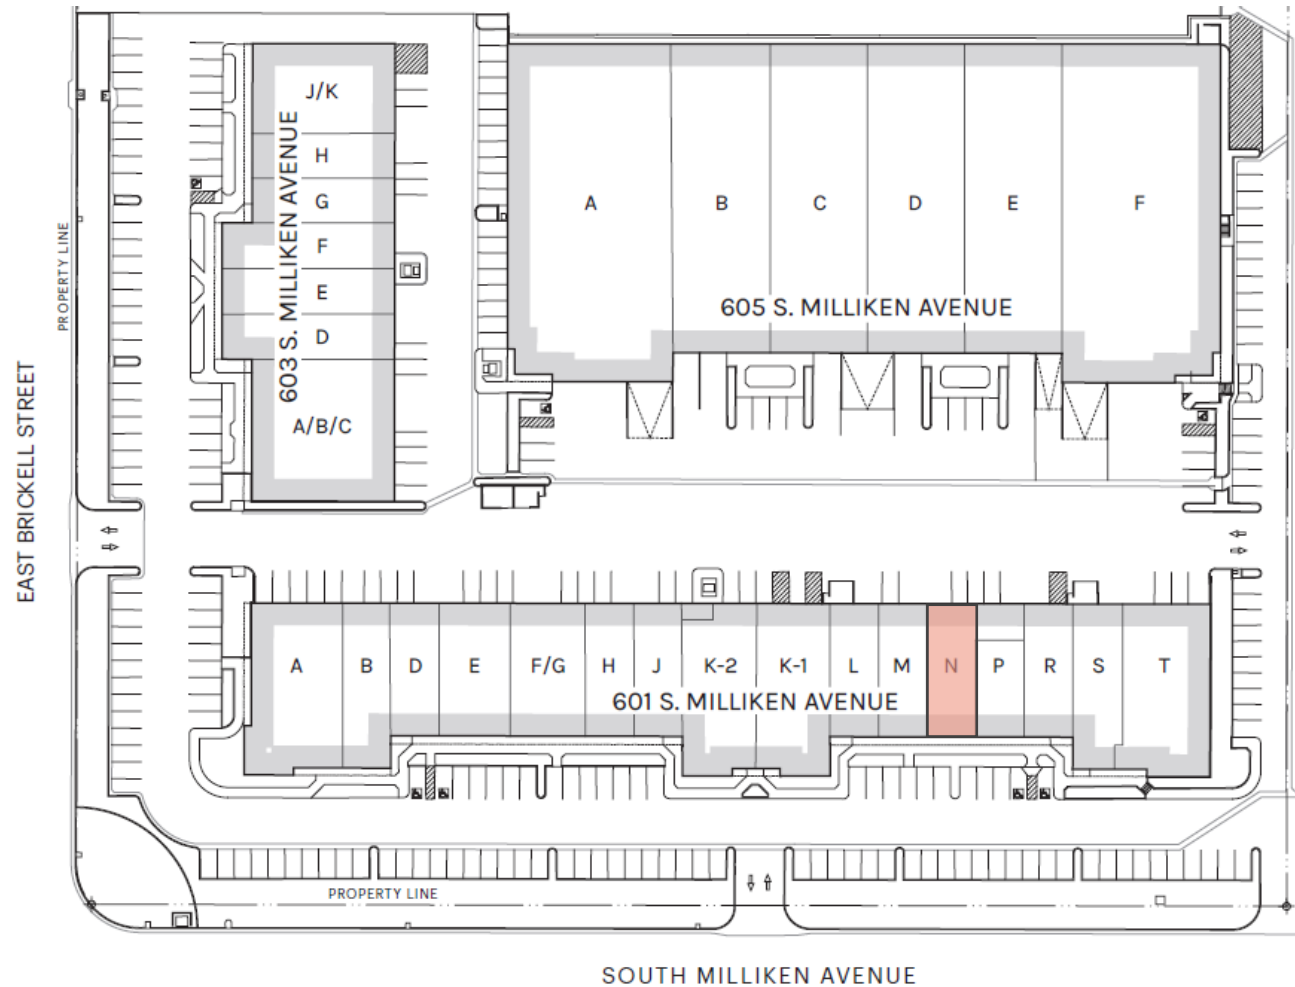 J/K
H
G
F
E
D
A/B/C
603 S. MILLIKEN AVENUE
A
B
C
D
E
F
605 S. MILLIKEN AVENUE
PROPERTY LINE
EAST BRICKELL STREET
A
B
D
E
F/G
H
J
K-2
K-1
L
M
N
P
R
S
T
601 S. MILLIKEN AVENUE
PROPERTY LINE
SOUTH MILLIKEN AVENUE